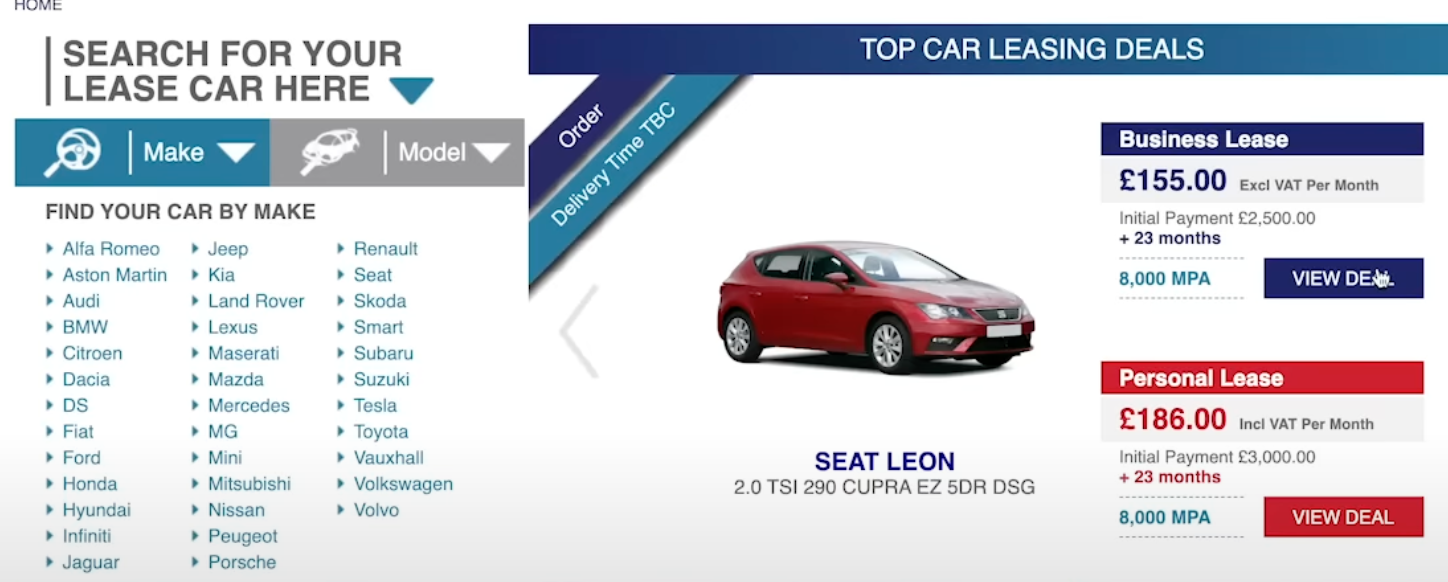 HOME
SEARCH FOR YOUR
LEASE CAR HERE
Make
Model
FIND YOUR CAR BY MAKE
Alfa Romeo
Aston Martin
Audi
BMW
Citroen
Dacia
DS
Fiat
Ford
Honda
Hyundai
Infiniti
Jaguar
Jeep
Kia
Land Rover
Lexus
Maserati
Mazda
Mercedes
MG
Mini
Mitsubishi
Nissan
Peugeot
Porsche
Renault
Seat
Skoda
Smart
Subaru
Suzuki
Tesla
Toyota
Vauxhall
Volkswagen
Volvo
TOP CAR LEASING DEALS
Order
Delivery Time TBC
SEAT LEON
2.0 TSI 290 CUPRA EZ 5DR DSG
Business Lease
£155.00 Excl VAT Per Month
Initial Payment £2,500.00
+ 23 months
8,000 MPA
VIEW DEAL
Personal Lease
£186.00 Incl VAT Per Month
Initial Payment £3,000.00
+ 23 months
8,000 MPA
VIEW DEAL